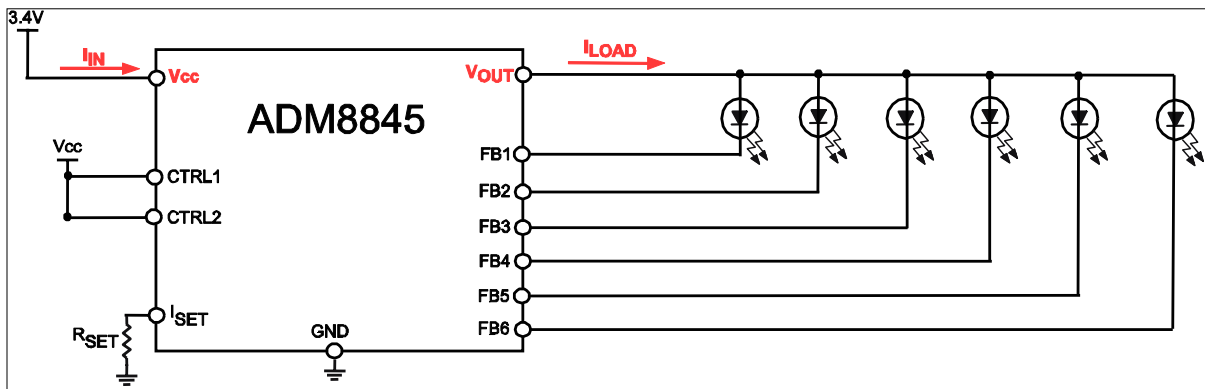 3.4V
IIN
ILOAD
Vcc
VOUT
ADM8845
FB1
Vcc
CTRL1
FB2
CTRL2
FB3
FB4
FB5
ISET
RSET
GND
FB6